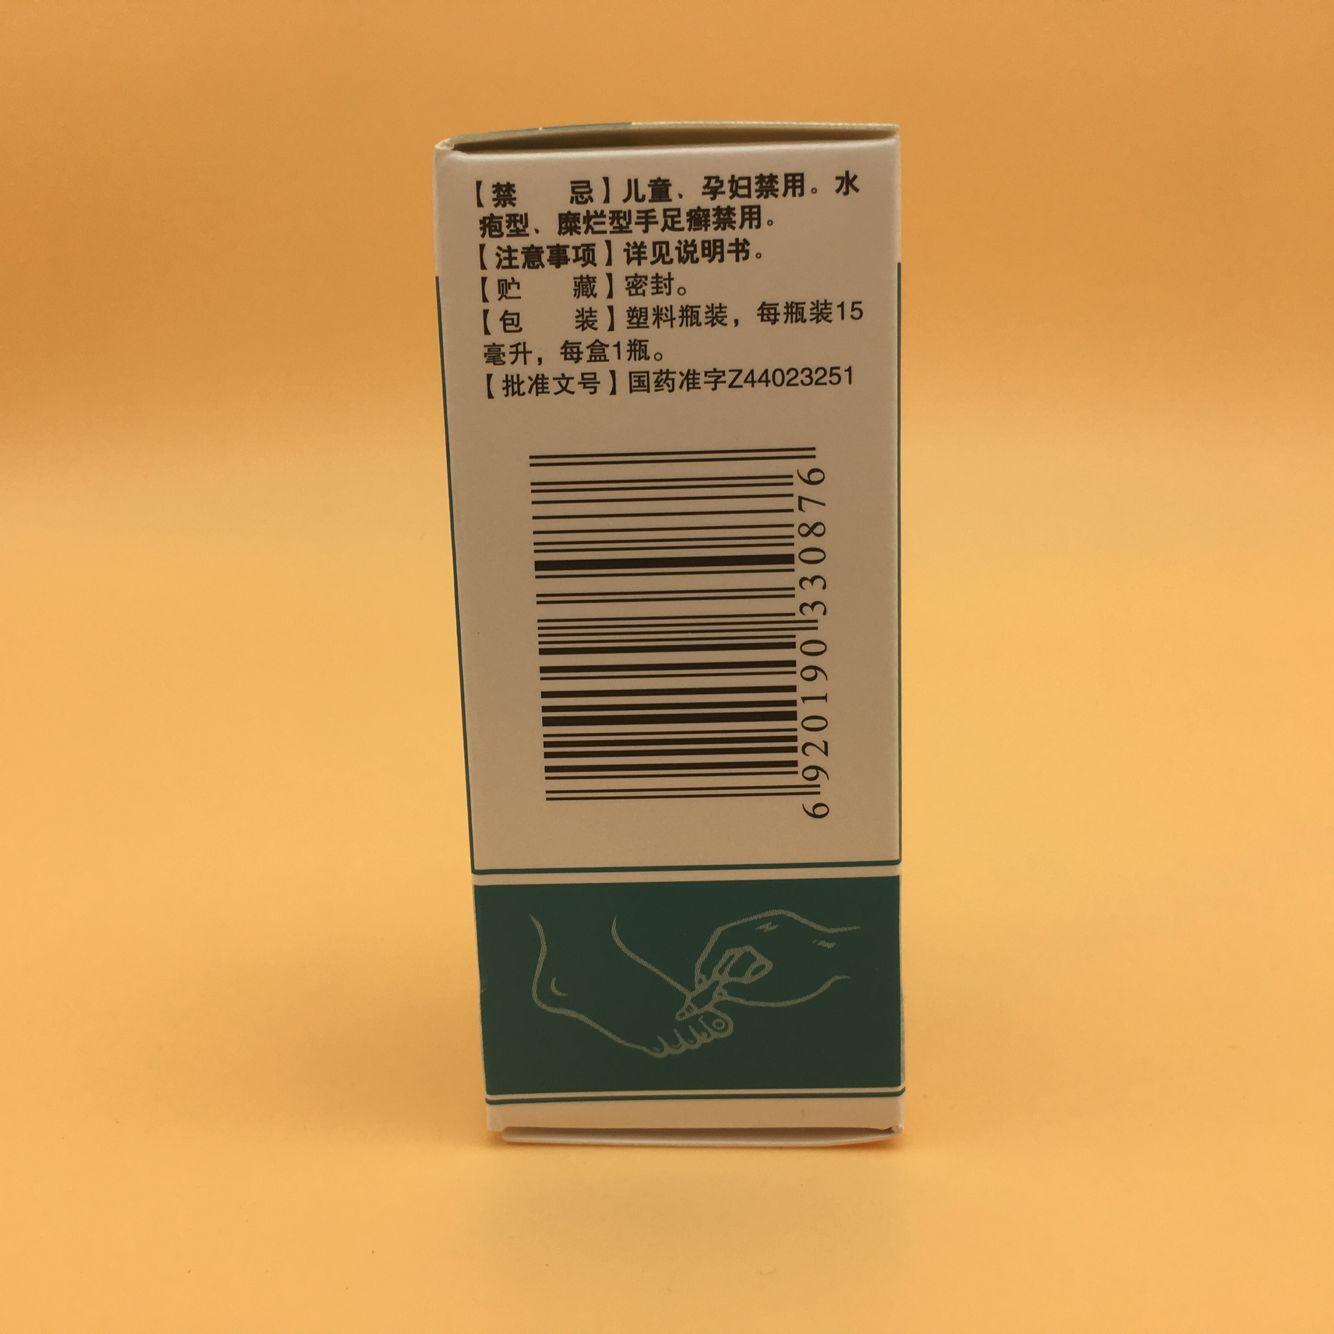 【禁 忌】儿童、孕妇禁用。水
疱型、糜烂型手足癣禁用。
【注意事项】详见说明书。
【贮 藏】密封。
【包 装】塑料瓶装，每瓶装15
毫升，每盒1瓶。
【批准文号】国药准字Z44023251
6920190330876